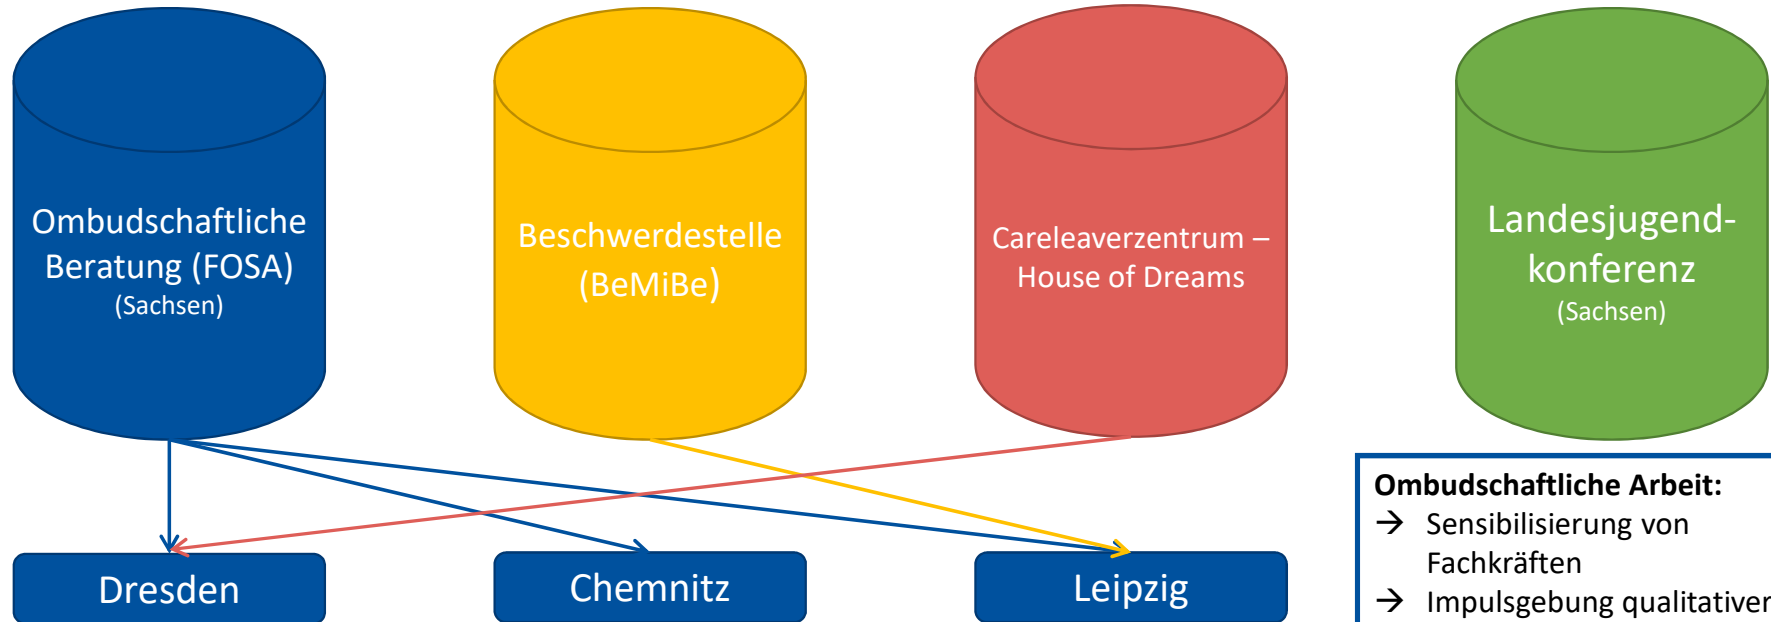 Ombudschaftliche
Beratung (FOSA)
(Sachsen)
Beschwerdestelle
(BeMiBe)
Careleaverzentrum –
House of Dreams
Landesjugend-
konferenz
(Sachsen)
Dresden
Chemnitz
Leipzig
Ombudschaftliche Arbeit:
→ Sensibilisierung von
Fachkräften
→ Impulsgebung qualitativer